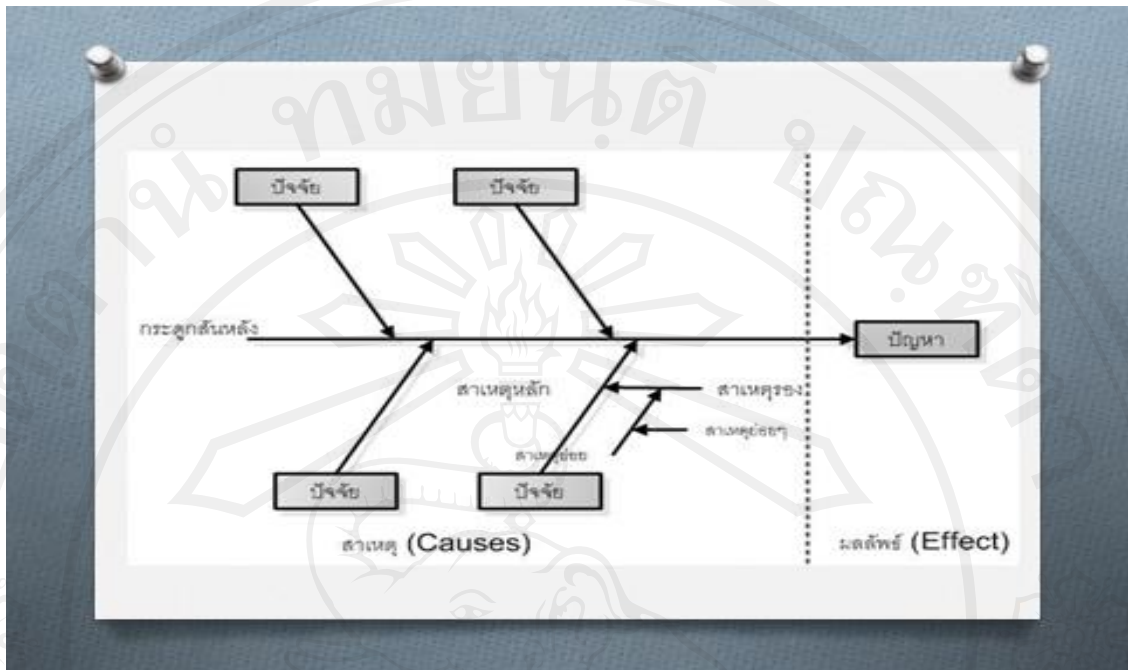 ปัจจัย
ปัจจัย
กระดูกสันหลัง
ปัญหา
สาเหตุหลัก
สาเหตุรอง
สาเหตุย่อยๆ
สาเหตุย่อย
ปัจจัย
ปัจจัย
สาเหตุ (Causes)
ผลลัพธ์ (Effect)